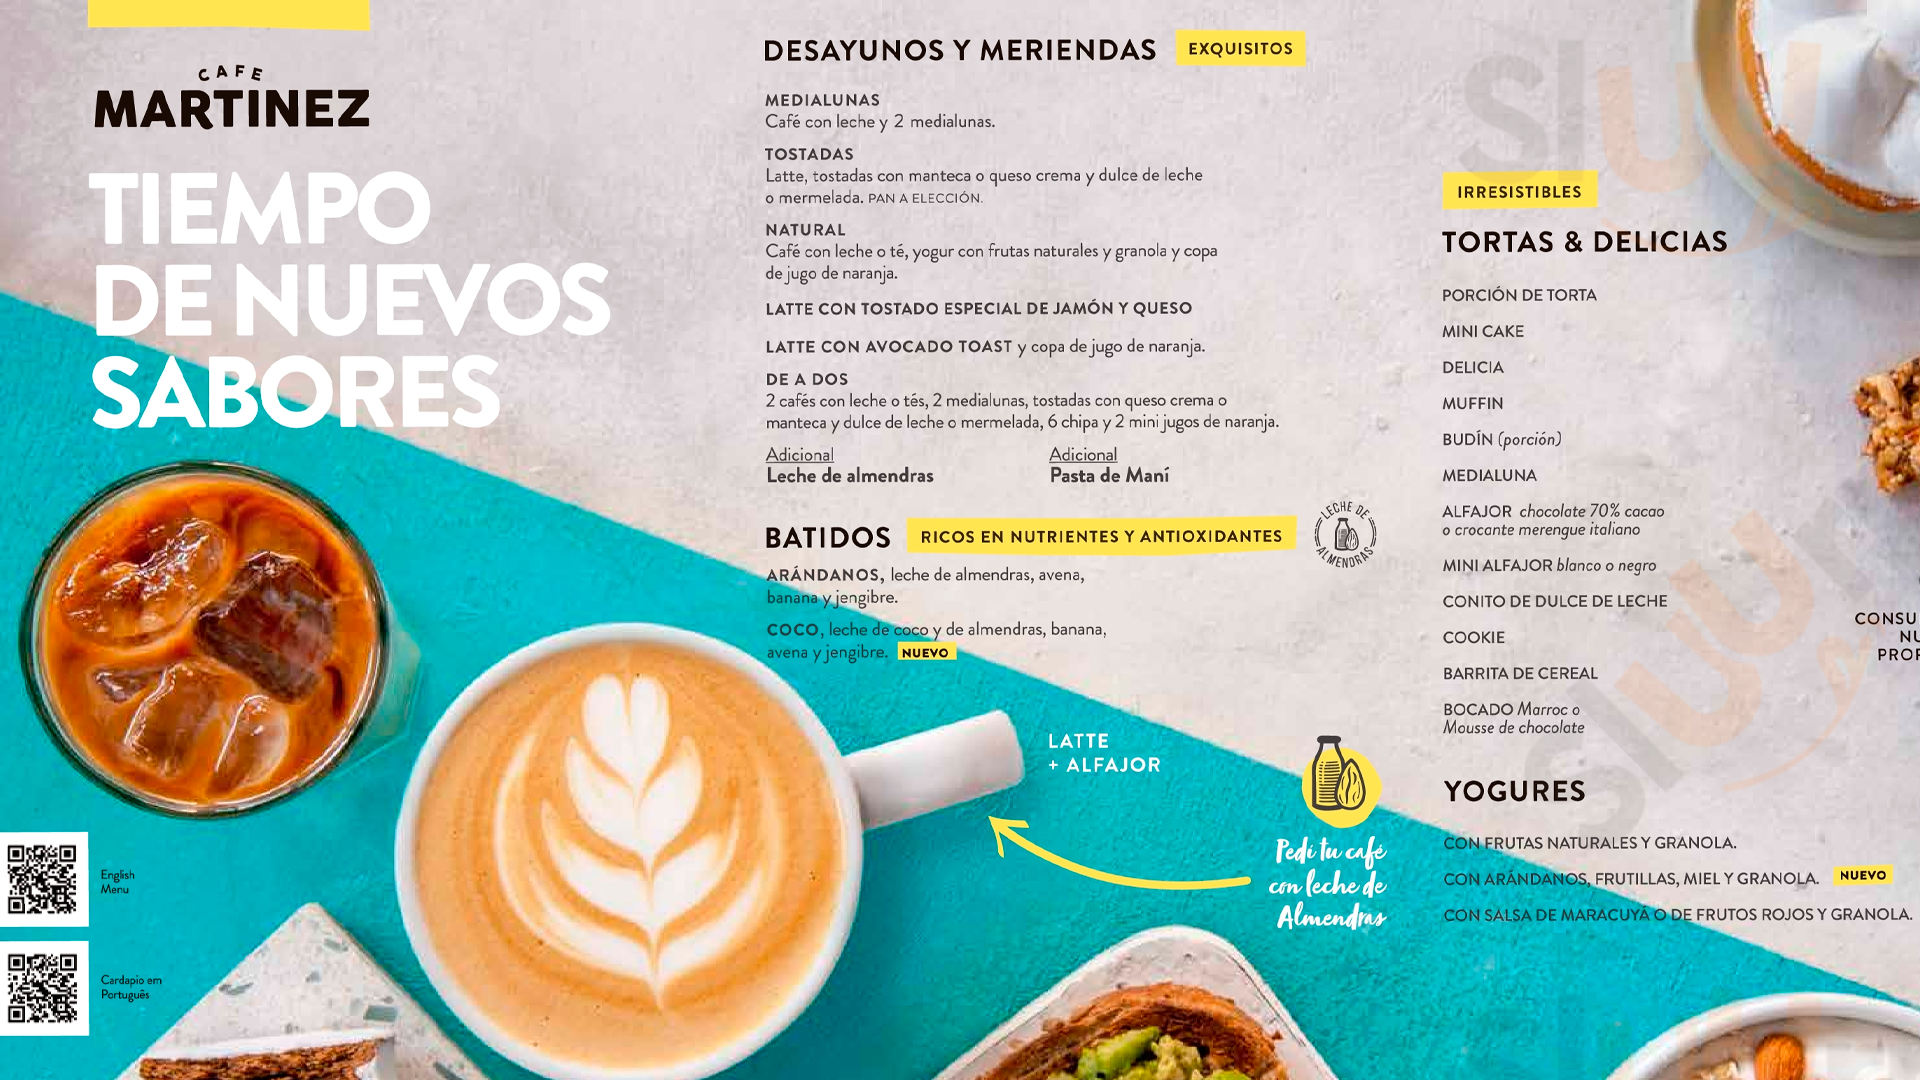 CAFE
MARTINEZ
TIEMPO
DE NUEVOS
SABORES
English
Menu
Cardapio em
Português
DESAYUNOS Y MERIENDAS EXQUISITOS
MEDIALUNAS
Café con leche y 2 medialunas.
TOSTADAS
Latte, tostadas con manteca o queso crema y dulce de leche
o mermelada. PAN A ELECCIÓN.
NATURAL
Café con leche o té, yogur con frutas naturales y granola y copa
de jugo de naranja.
LATTE CON TOSTADO ESPECIAL DE JAMÓN Y QUESO
LATTE CON AVOCADO TOAST y copa de jugo de naranja.
DE A DOS
2 cafés con leche o tés, 2 medialunas, tostadas con queso crema o
manteca y dulce de leche o mermelada, 6 chipa y 2 mini jugos de naranja.
Adicional
Leche de almendras
Adicional
Pasta de Maní
BATIDOS RICOS EN NUTRIENTES Y ANTIOXIDANTES
LECHE DE
ALMENDRAS
ARÁNDANOS, leche de almendras, avena,
banana y jengibre.
COCO, leche de coco y de almendras, banana,
avena y jengibre. NUEVO
LATTE
+ ALFAJOR
Pedí tu café
con leche de
Almendras
IRRESISTIBLES
TORTAS & DELICIAS
PORCIÓN DE TORTA
MINI CAKE
DELICIA
MUFFIN
BUDÍN (porción)
MEDIALUNA
ALFAJOR chocolate 70% cacao
o crocante merengue italiano
MINI ALFAJOR blanco o negro
CONITO DE DULCE DE LECHE
COOKIE
BARRITA DE CEREAL
BOCADO Marroc o
Mousse de chocolate
YOGURES
CON FRUTAS NATURALES Y GRANOLA.
CON ARÁNDANOS, FRUTILLAS, MIEL Y GRANOLA. NUEVO
CON SALSA DE MARACUYÁ O DE FRUTOS ROJOS Y GRANOLA.
CONSU
NU
PROF